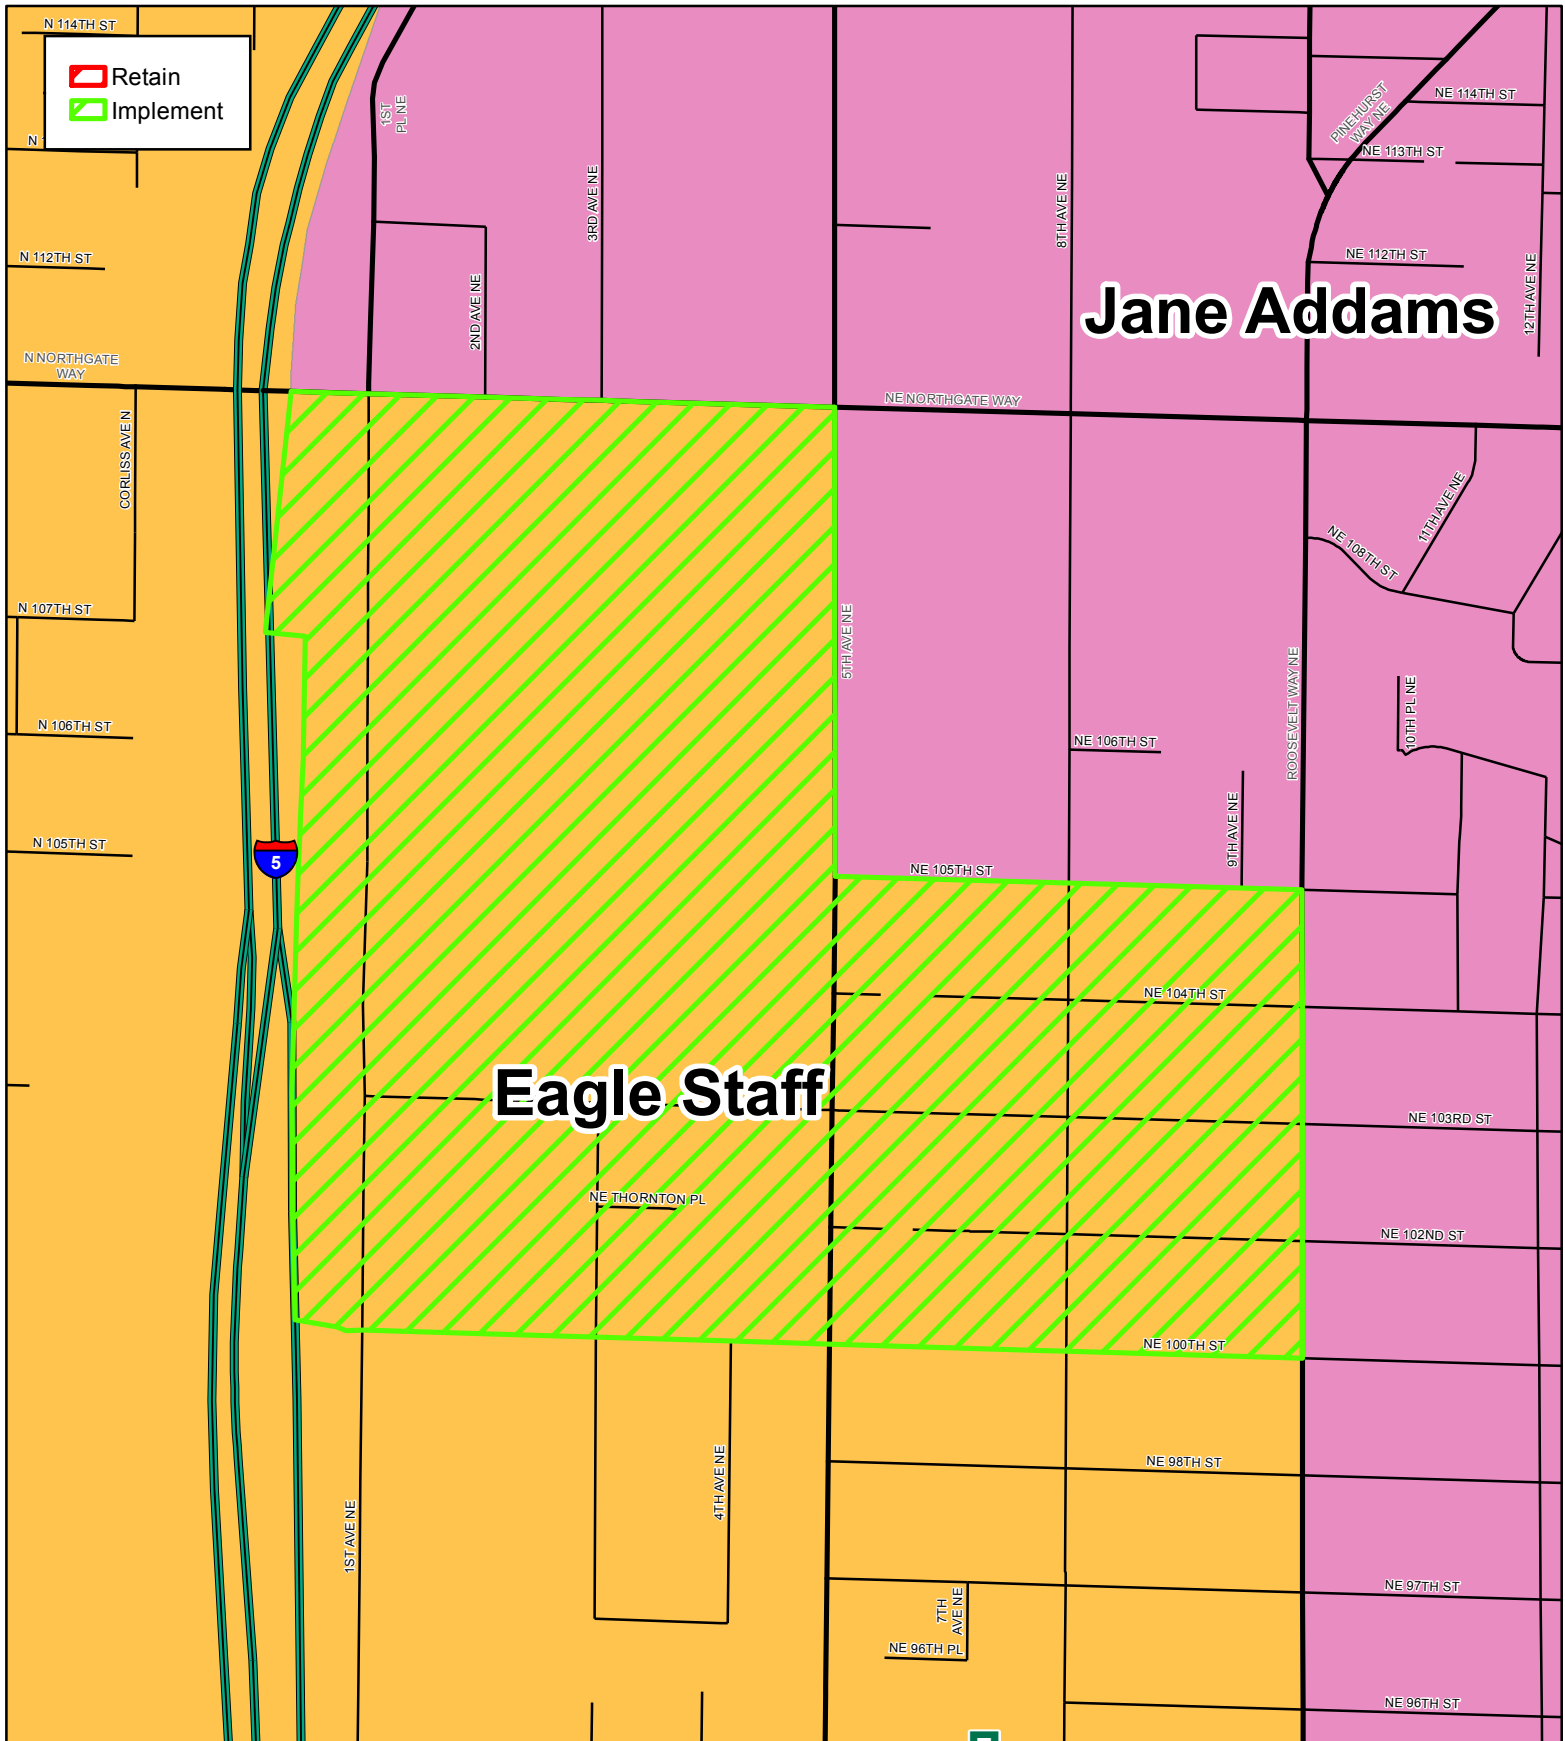 N 114TH ST
Retain
Implement
N 1
1ST
PL NE
3RD AVE NE
8TH AVE NE
PINEHURST
WAY NE
NE 114TH ST
NE 113TH ST
N 112TH ST
2ND AVE NE
NE 112TH ST
12TH AVE NE
Jane Addams
N NORTHGATE
WAY
NE NORTHGATE WAY
CORLISS AVE N
11TH AVE NE
NE 108TH ST
N 107TH ST
5TH AVE NE
ROOSEVELT WAY NE
10TH PL NE
N 106TH ST
NE 106TH ST
9TH AVE NE
N 105TH ST
5
NE 105TH ST
NE 104TH ST
Eagle Staff
NE 103RD ST
NE THORNTON PL
NE 102ND ST
NE 100TH ST
4TH AVE NE
NE 98TH ST
1ST AVE NE
7TH
AVE NE
NE 97TH ST
NE 96TH PL
NE 96TH ST